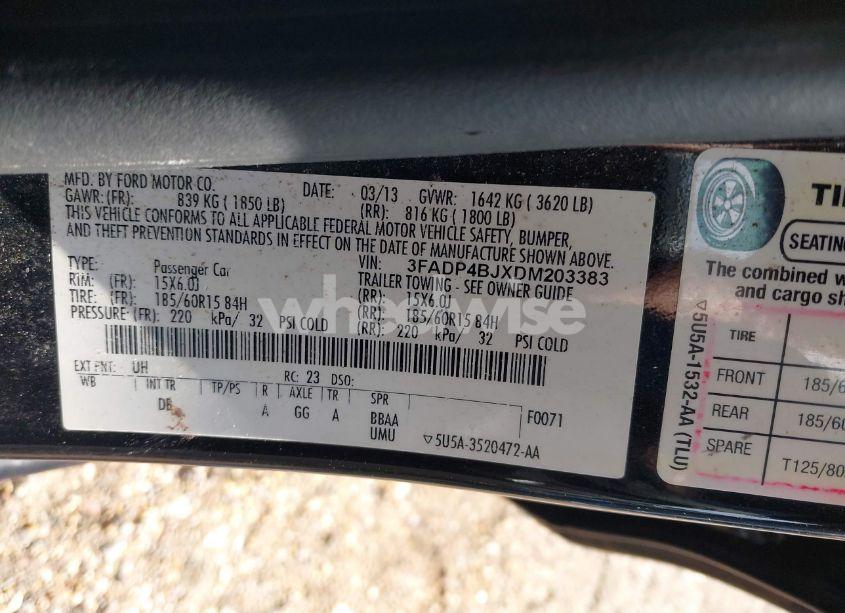 MFD. BY FORD MOTOR CO.
DATE: 03/13 GVWR: 1642 KG ( 3620 LB)
GAWR: (FR): 839 KG ( 1850 LB) (RR): 816 KG ( 1800 LB)
THIS VEHICLE CONFORMS TO ALL APPLICABLE FEDERAL MOTOR VEHICLE SAFETY, BUMPER,
AND THEFT PREVENTION STANDARDS IN EFFECT ON THE DATE OF MANUFACTURE SHOWN ABOVE.
VIN: 3FADP4BJXDM203383
TYPE: Passenger Car TRAILER TOWING - SEE OWNER GUIDE
RIM: (FR): 15X6.0J (RR): 15X6.0J
TIRE: (FR): 185/60R15 84H (RR): 185/60R15 84H
PRESSURE: (FR): 220 kPa/ 32 PSI COLD (RR): 220 kPa/ 32 PSI COLD
EXT PNT: UH RC: 23 DSO:
WB INT TR TP/PS R AXLE TR SPR
A GG A BBAA F0071
UMU ▽5U5A-3520472-AA
wheelwise
TI
SEATING
The combined w
and cargo sh
TIRE
FRONT 185/6
REAR 185/60
SPARE T125/80
▽5U5A-1532-AA (TLU)